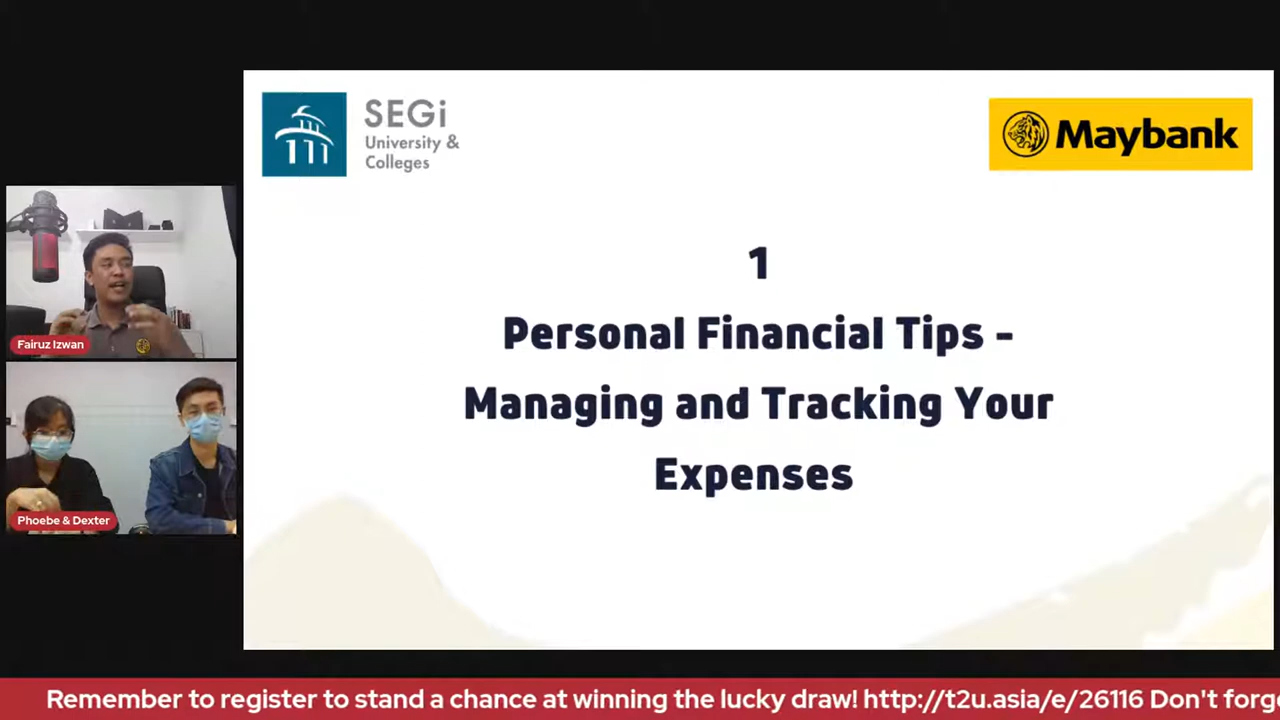 SEGi
University &
Colleges
Maybank
1
Personal Financial Tips -
Managing and Tracking Your
Expenses
Fairuz Izwan
Phoebe & Dexter
Remember to register to stand a chance at winning the lucky draw! http://t2u.asia/e/26116 Don't forg